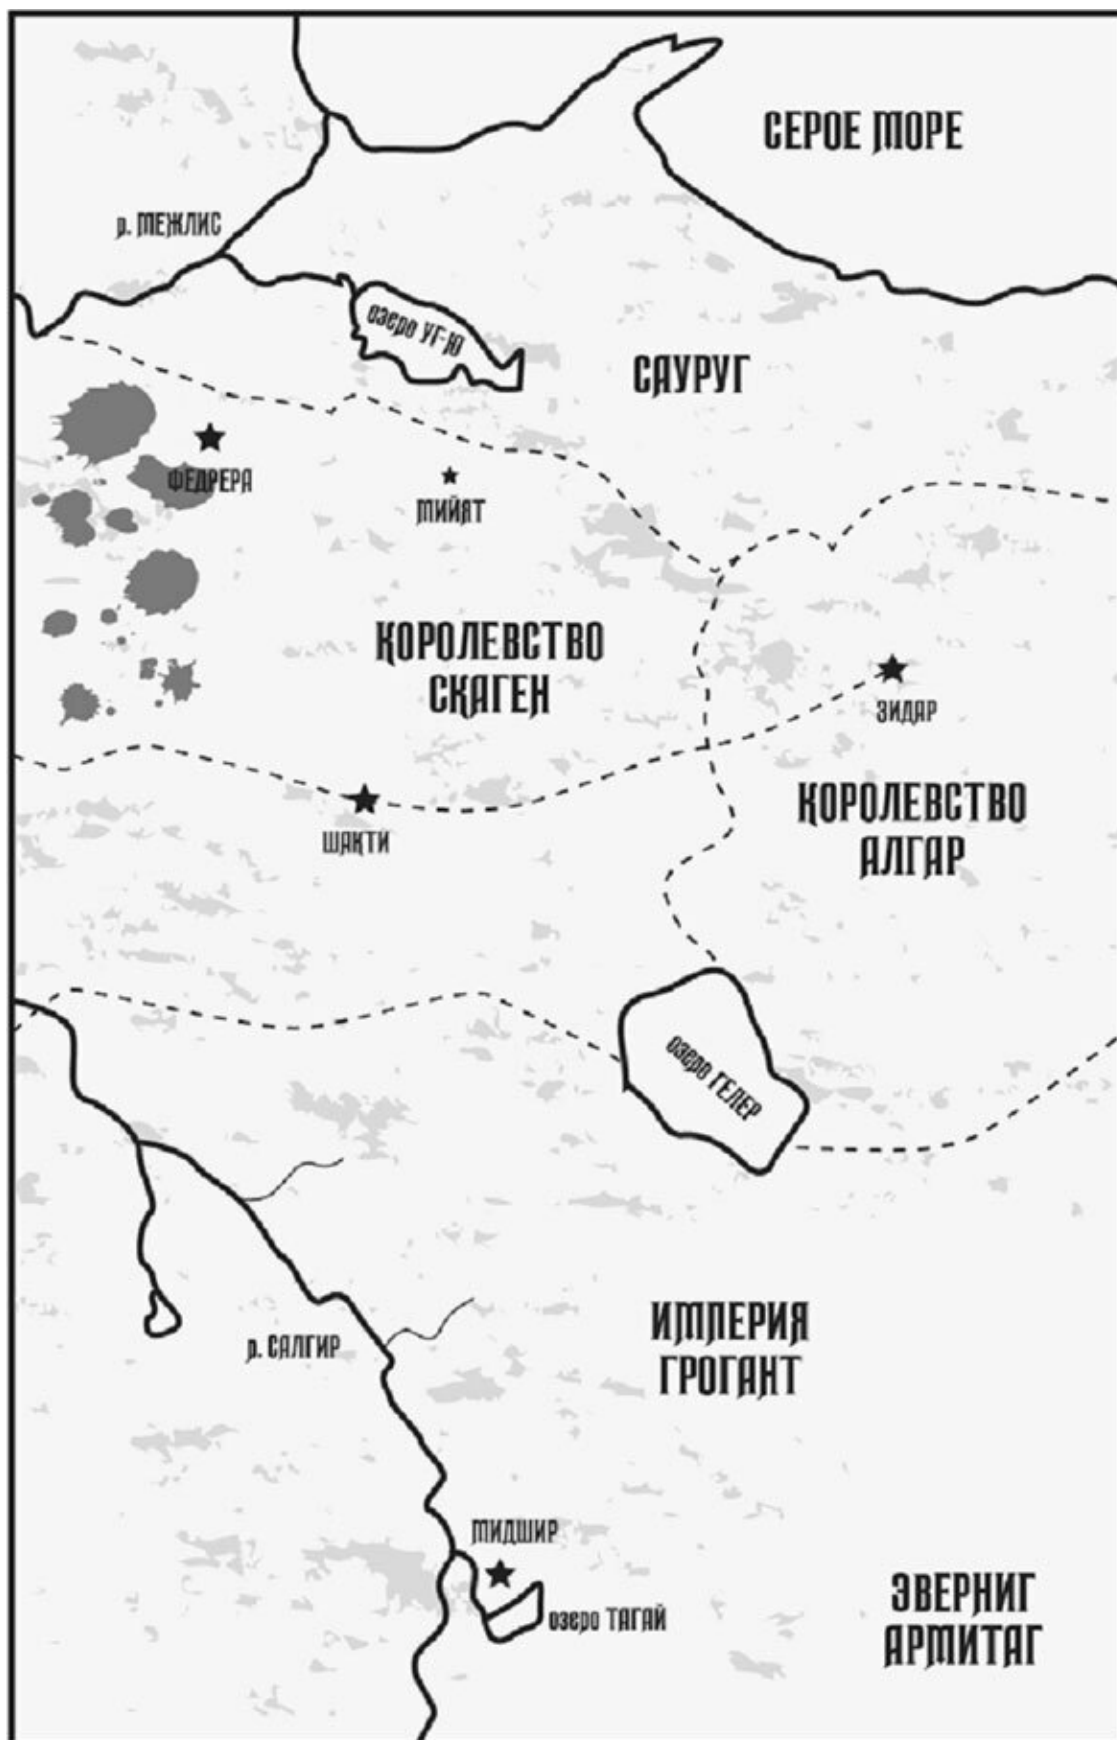 СЕРОЕ МОРЕ
р. МЕЖЛИС
озеро УГ-Ю
САУРУГ
ФЕДРЕРА
МИЙЯТ
КОРОЛЕВСТВО
СКАГЕН
ЗИДАР
КОРОЛЕВСТВО
АЛГАР
ШАКТИ
озеро ГЕЛЕР
ИМПЕРИЯ
ГРОГАНТ
р. САЛГИР
МИДШИР
озеро ТАГАЙ
ЭВЕРНИГ
АРМИТАГ